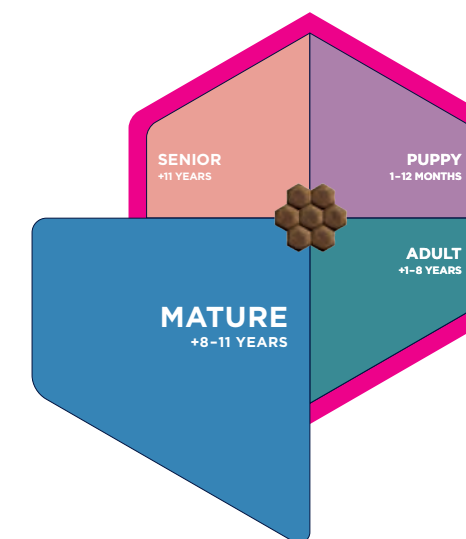 SENIOR
+11 YEARS
PUPPY
1–12 MONTHS
ADULT
+1–8 YEARS
MATURE
+8–11 YEARS